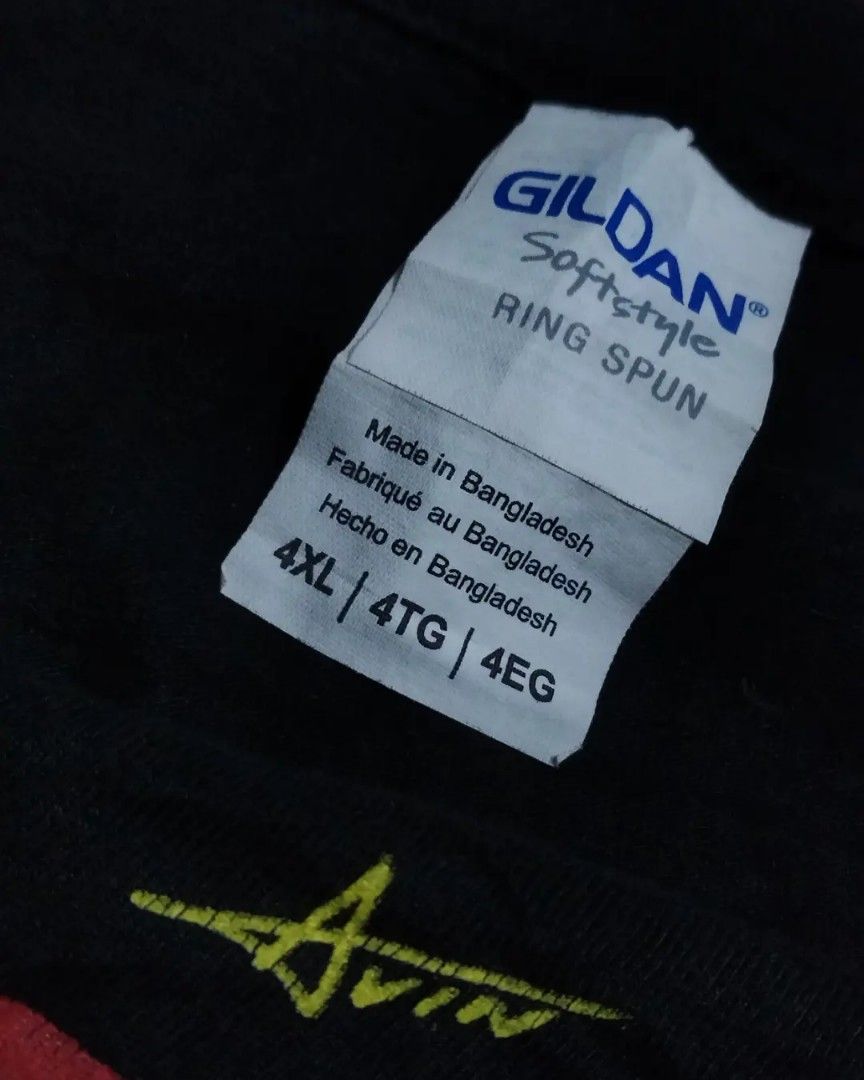 GILDAN®
Softstyle
RING SPUN
Made in Bangladesh
Fabriqué au Bangladesh
Hecho en Bangladesh
4XL | 4TG | 4EG
Avin